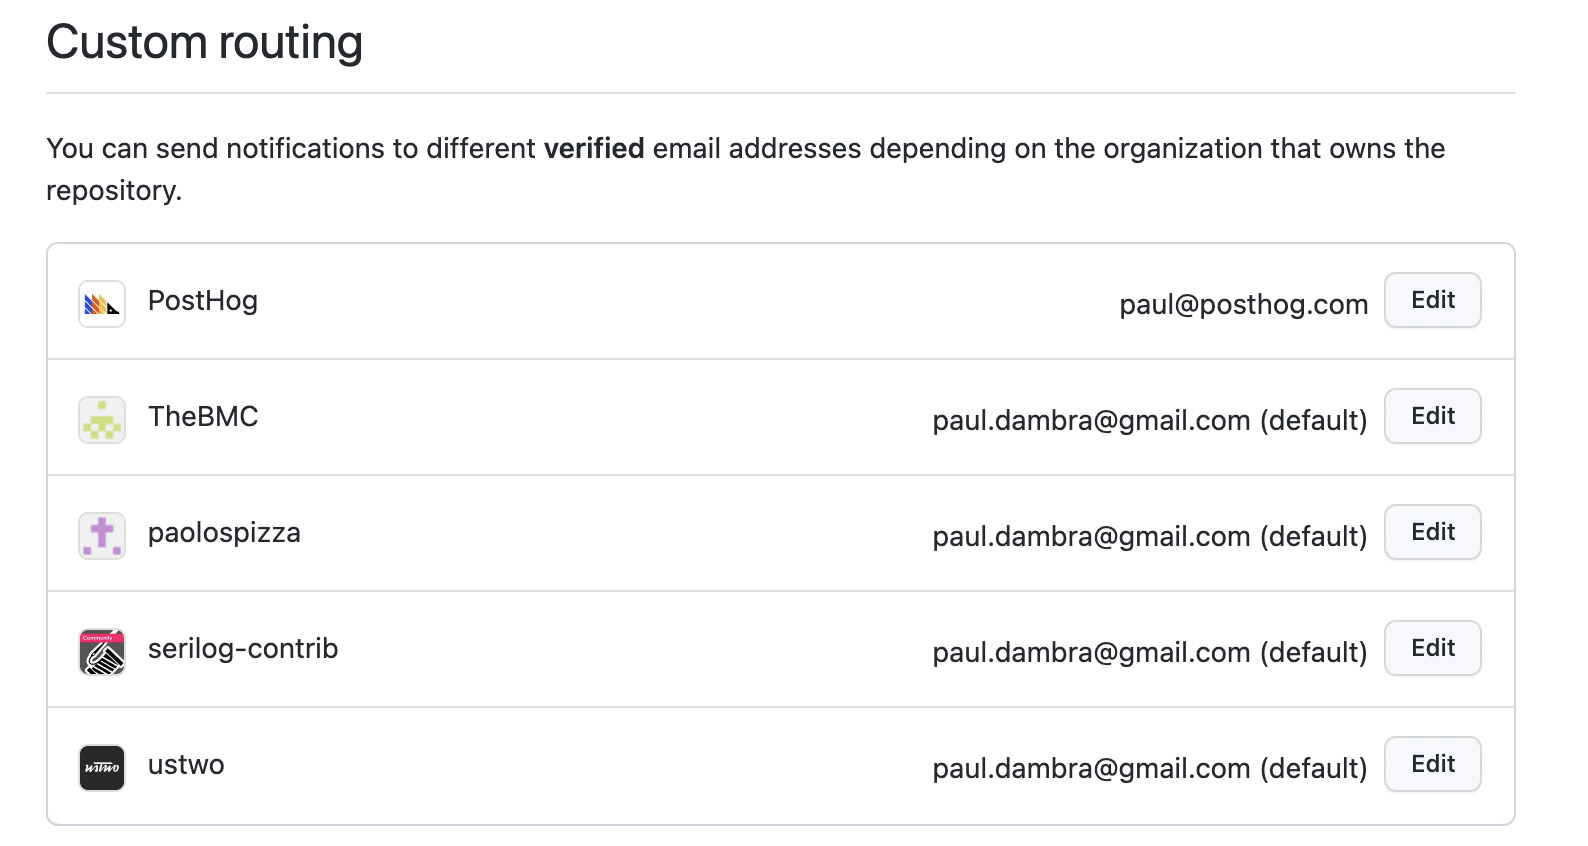 Custom routing
You can send notifications to different verified email addresses depending on the organization that owns the
repository.
PostHog paul@posthog.com Edit
TheBMC paul.dambra@gmail.com (default) Edit
paolospizza paul.dambra@gmail.com (default) Edit
Community
serilog-contrib paul.dambra@gmail.com (default) Edit
ustwo
ustwo paul.dambra@gmail.com (default) Edit